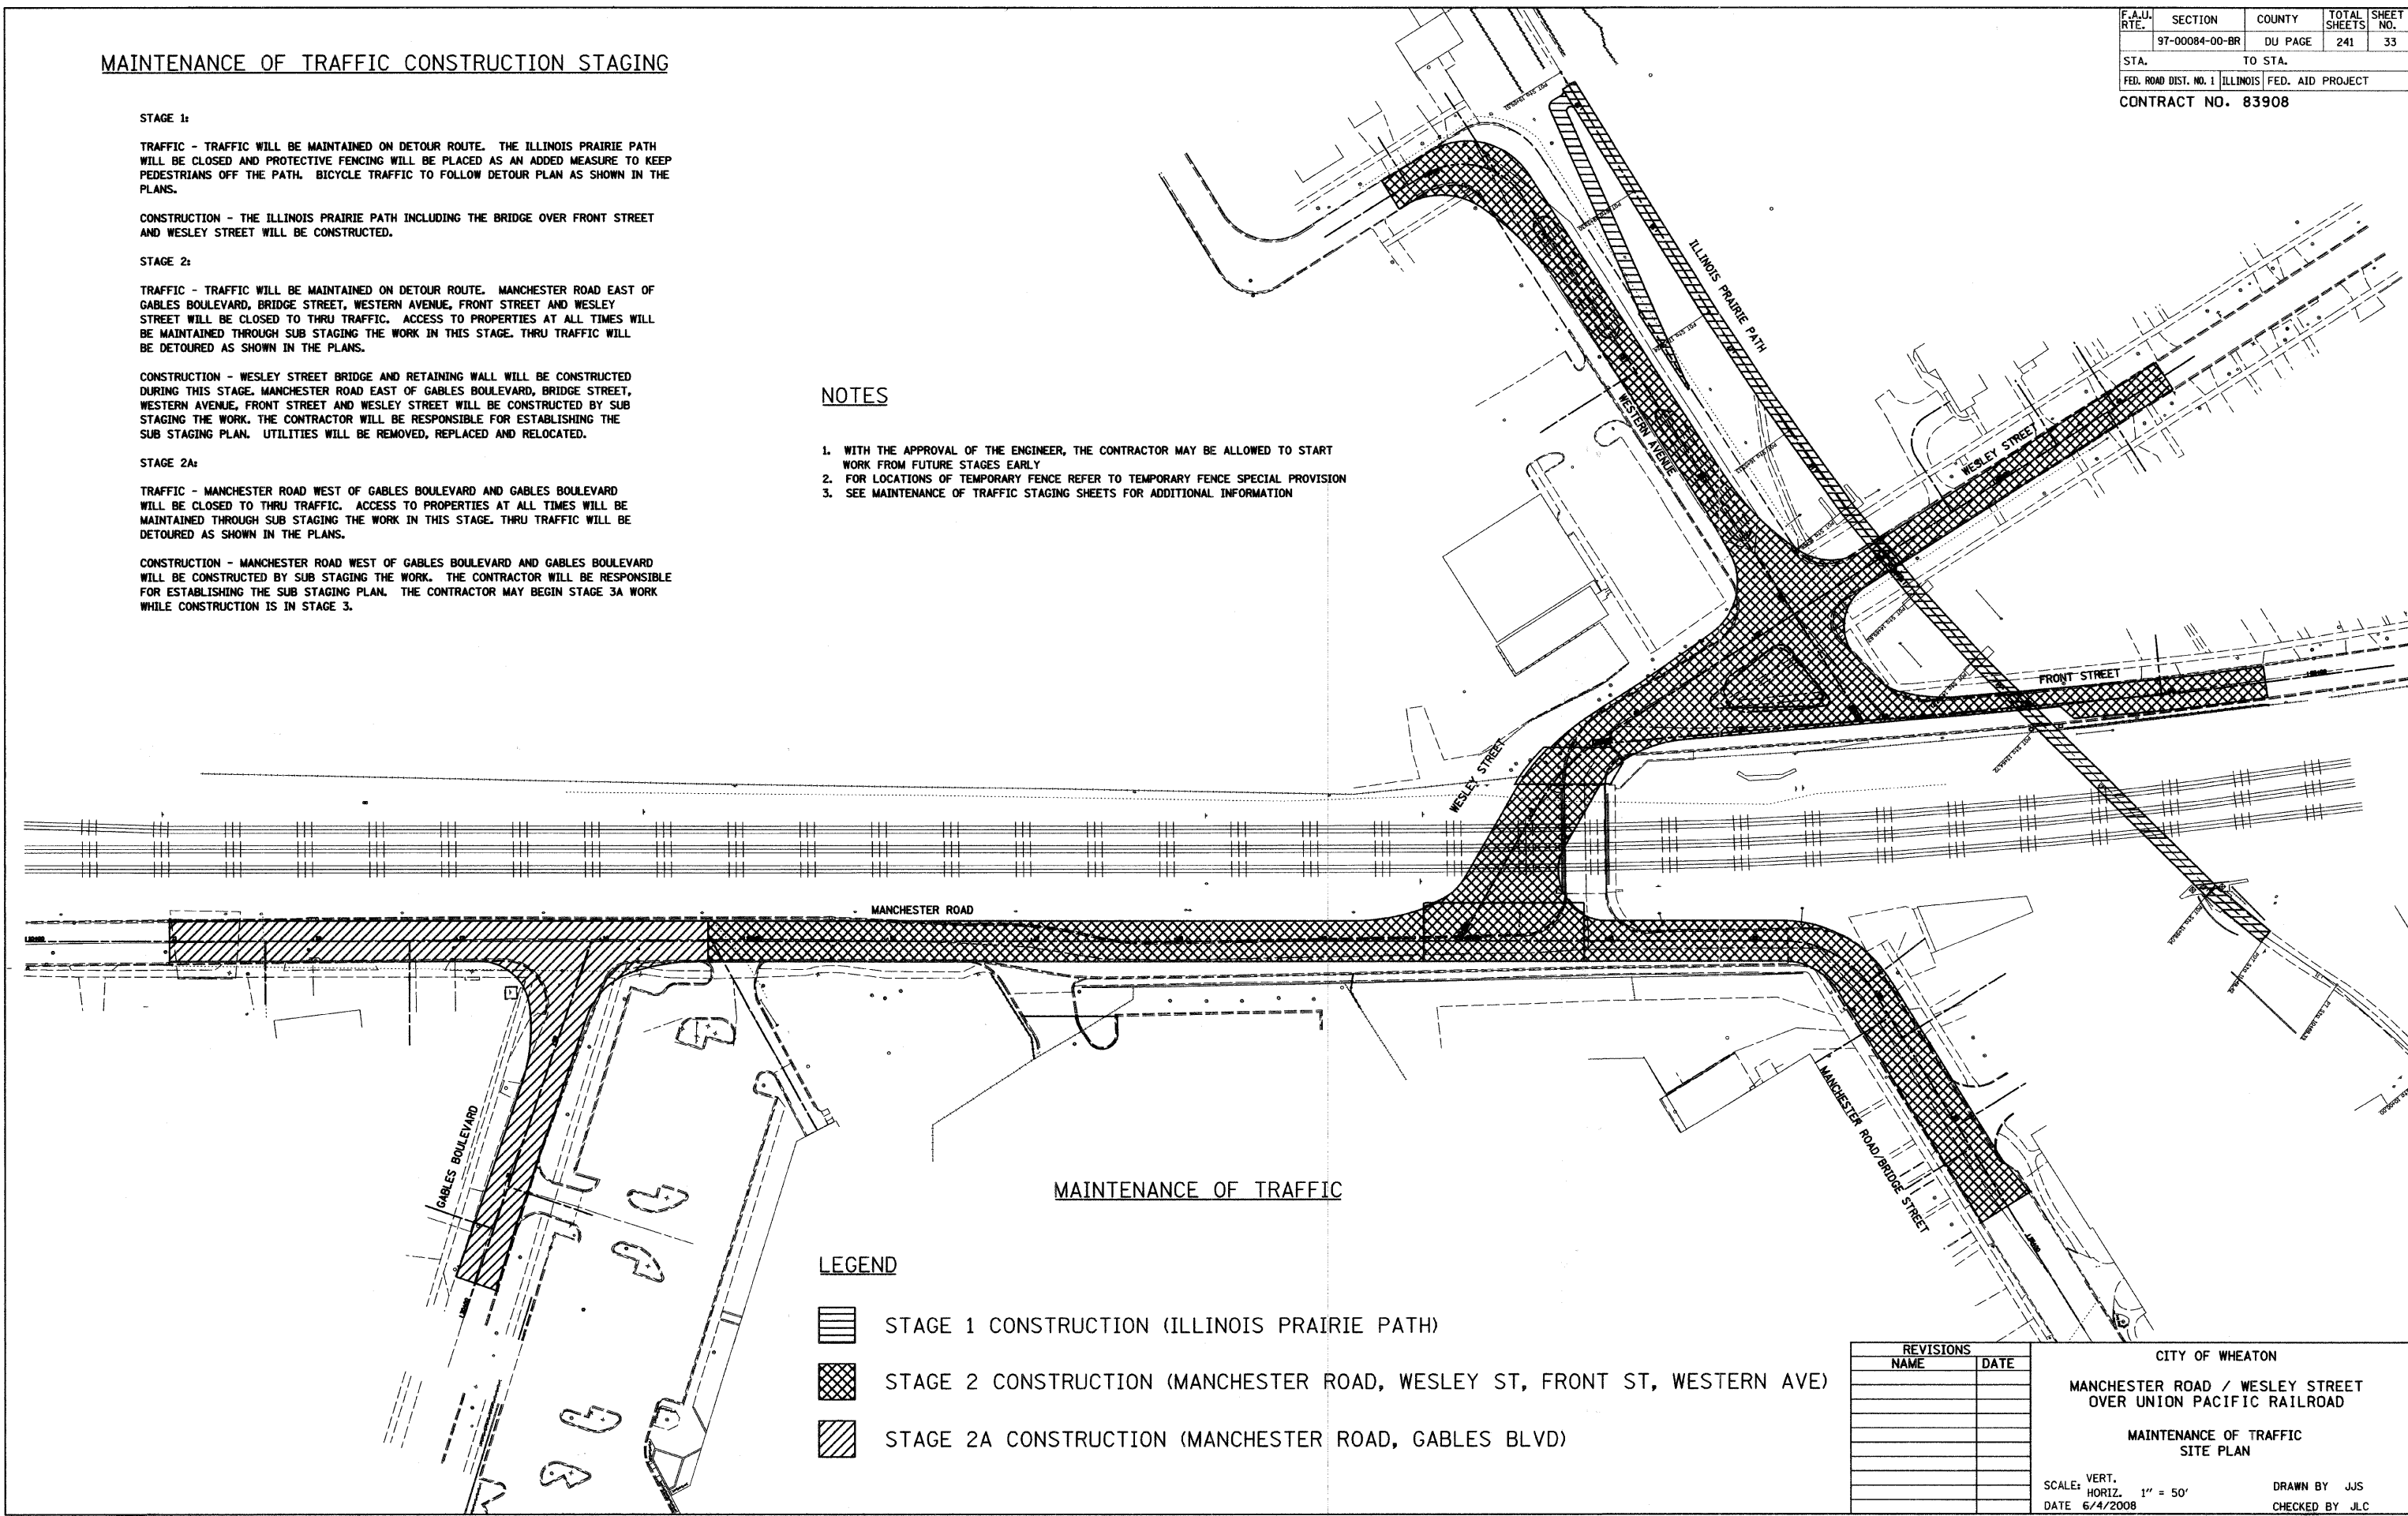 MAINTENANCE OF TRAFFIC CONSTRUCTION STAGING
STAGE 1:
TRAFFIC - TRAFFIC WILL BE MAINTAINED ON DETOUR ROUTE. THE ILLINOIS PRAIRIE PATH
WILL BE CLOSED AND PROTECTIVE FENCING WILL BE PLACED AS AN ADDED MEASURE TO KEEP
PEDESTRIANS OFF THE PATH. BICYCLE TRAFFIC TO FOLLOW DETOUR PLAN AS SHOWN IN THE
PLANS.
CONSTRUCTION - THE ILLINOIS PRAIRIE PATH INCLUDING THE BRIDGE OVER FRONT STREET
AND WESLEY STREET WILL BE CONSTRUCTED.
STAGE 2:
TRAFFIC - TRAFFIC WILL BE MAINTAINED ON DETOUR ROUTE. MANCHESTER ROAD EAST OF
GABLES BOULEVARD, BRIDGE STREET, WESTERN AVENUE, FRONT STREET AND WESLEY
STREET WILL BE CLOSED TO THRU TRAFFIC. ACCESS TO PROPERTIES AT ALL TIMES WILL
BE MAINTAINED THROUGH SUB STAGING THE WORK IN THIS STAGE. THRU TRAFFIC WILL
BE DETOURED AS SHOWN IN THE PLANS.
CONSTRUCTION - WESLEY STREET BRIDGE AND RETAINING WALL WILL BE CONSTRUCTED
DURING THIS STAGE. MANCHESTER ROAD EAST OF GABLES BOULEVARD, BRIDGE STREET,
WESTERN AVENUE, FRONT STREET AND WESLEY STREET WILL BE CONSTRUCTED BY SUB
STAGING THE WORK. THE CONTRACTOR WILL BE RESPONSIBLE FOR ESTABLISHING THE
SUB STAGING PLAN. UTILITIES WILL BE REMOVED, REPLACED AND RELOCATED.
STAGE 2A:
TRAFFIC - MANCHESTER ROAD WEST OF GABLES BOULEVARD AND GABLES BOULEVARD
WILL BE CLOSED TO THRU TRAFFIC. ACCESS TO PROPERTIES AT ALL TIMES WILL BE
MAINTAINED THROUGH SUB STAGING THE WORK IN THIS STAGE. THRU TRAFFIC WILL BE
DETOURED AS SHOWN IN THE PLANS.
CONSTRUCTION - MANCHESTER ROAD WEST OF GABLES BOULEVARD AND GABLES BOULEVARD
WILL BE CONSTRUCTED BY SUB STAGING THE WORK. THE CONTRACTOR WILL BE RESPONSIBLE
FOR ESTABLISHING THE SUB STAGING PLAN. THE CONTRACTOR MAY BEGIN STAGE 3A WORK
WHILE CONSTRUCTION IS IN STAGE 3.
NOTES
1. WITH THE APPROVAL OF THE ENGINEER, THE CONTRACTOR MAY BE ALLOWED TO START
WORK FROM FUTURE STAGES EARLY
2. FOR LOCATIONS OF TEMPORARY FENCE REFER TO TEMPORARY FENCE SPECIAL PROVISION
3. SEE MAINTENANCE OF TRAFFIC STAGING SHEETS FOR ADDITIONAL INFORMATION
F.A.U. RTE. SECTION COUNTY TOTAL SHEETS SHEET NO.
97-00084-00-BR DU PAGE 241 33
STA. TO STA.
FED. ROAD DIST. NO. 1 ILLINOIS FED. AID PROJECT
CONTRACT NO. 83908
ILLINOIS PRAIRIE PATH
WESTERN AVENUE
WESLEY STREET
FRONT STREET
WESLEY STREET
MANCHESTER ROAD
GABLES BOULEVARD
MANCHESTER ROAD/BRIDGE STREET
MAINTENANCE OF TRAFFIC
LEGEND
STAGE 1 CONSTRUCTION (ILLINOIS PRAIRIE PATH)
STAGE 2 CONSTRUCTION (MANCHESTER ROAD, WESLEY ST, FRONT ST, WESTERN AVE)
STAGE 2A CONSTRUCTION (MANCHESTER ROAD, GABLES BLVD)
REVISIONS
NAME DATE
CITY OF WHEATON
MANCHESTER ROAD / WESLEY STREET
OVER UNION PACIFIC RAILROAD
MAINTENANCE OF TRAFFIC
SITE PLAN
SCALE: VERT.
HORIZ. 1" = 50'
DATE 6/4/2008
DRAWN BY JJS
CHECKED BY JLC